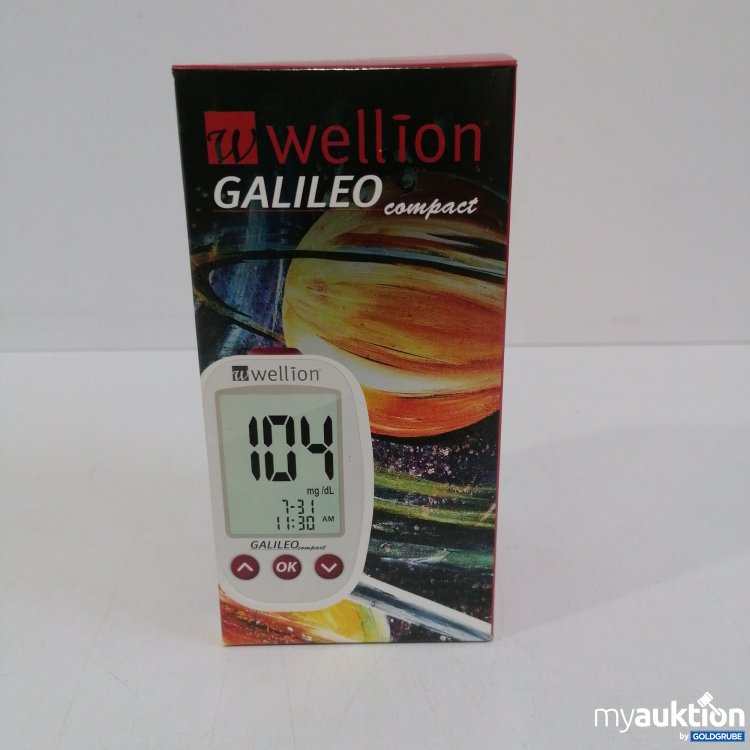 w wellion
GALILEO compact
w wellion
104
mg/dL
7-31
11:30 AM
GALILEO compact
OK
myauktion
by GOLDGRUBE